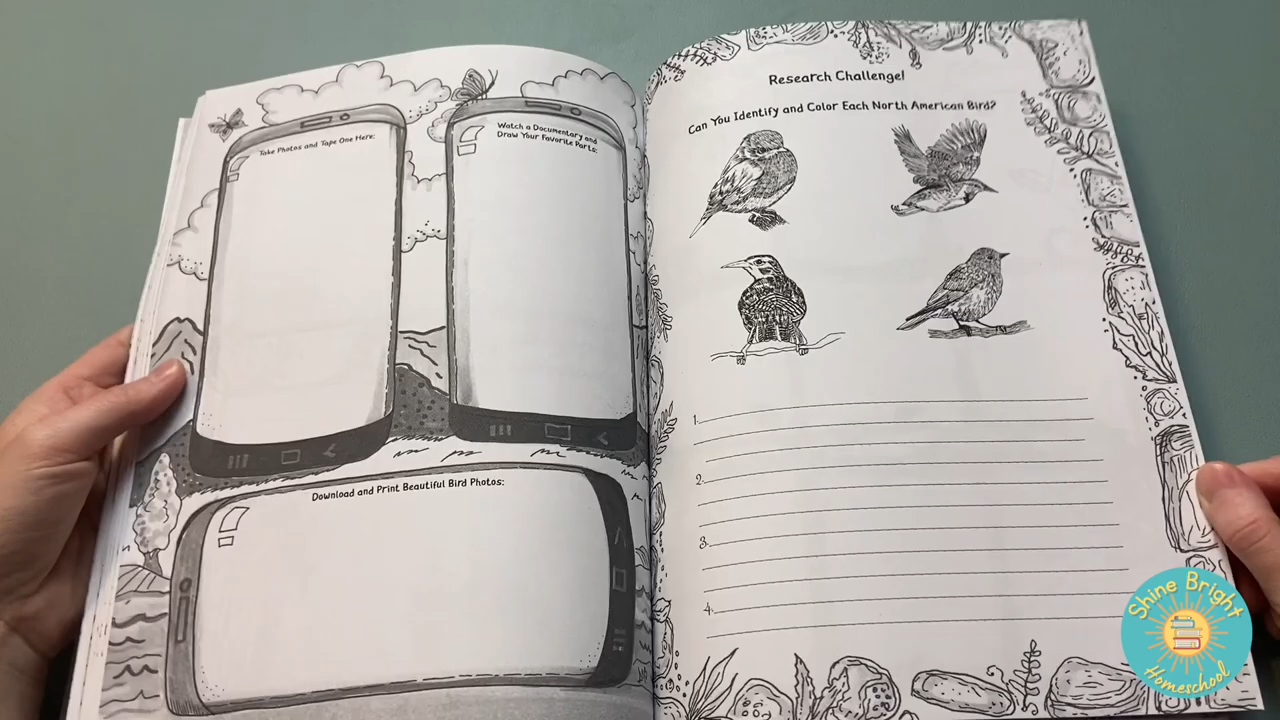 Take Photos and Tape One Here:
Watch a Documentary and
Draw Your Favorite Parts:
Download and Print Beautiful Bird Photos:
Research Challenge!
Can You Identify and Color Each North American Bird?
1.
2.
3.
4.
Shine Bright
Homeschool